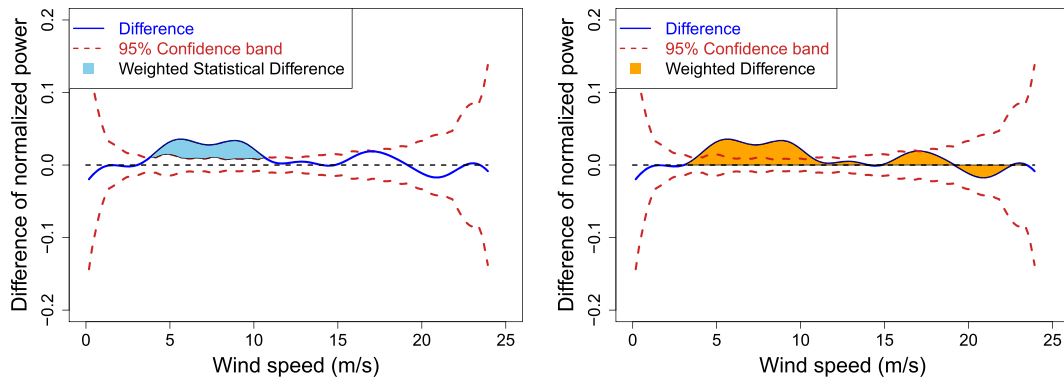 Difference of normalized power
0.2
0.1
0.0
−0.1
−0.2
Difference
95% Confidence band
Weighted Statistical Difference
0 5 10 15 20 25
Wind speed (m/s)
Difference of normalized power
0.2
0.1
0.0
−0.1
−0.2
Difference
95% Confidence band
Weighted Difference
0 5 10 15 20 25
Wind speed (m/s)